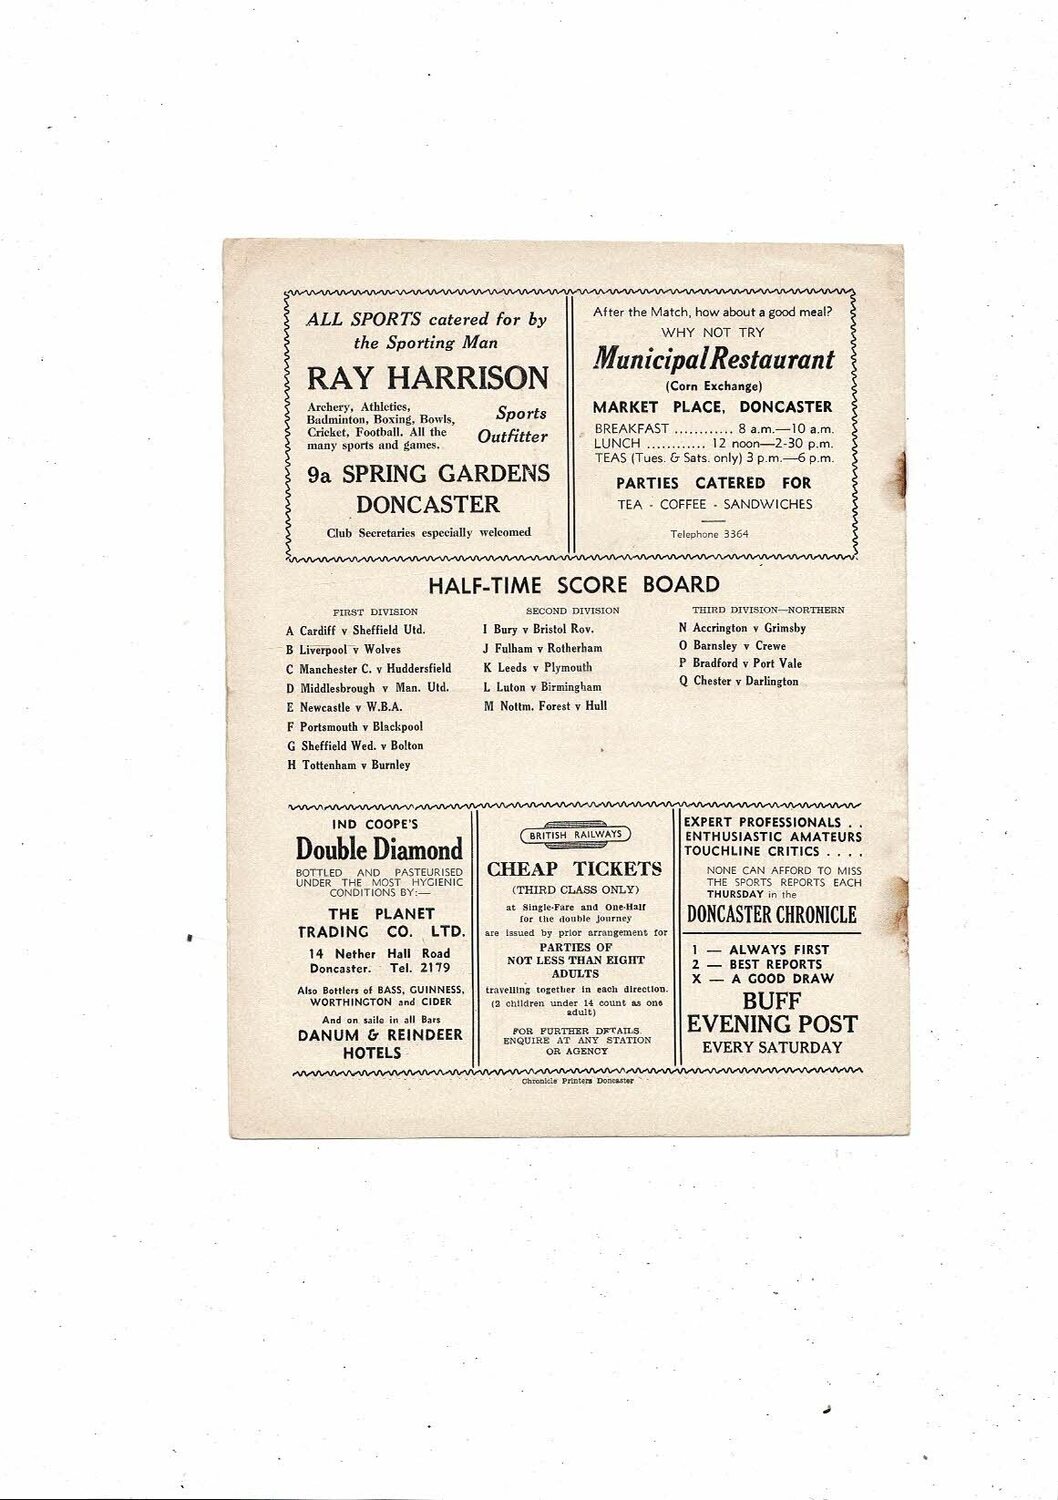 ALL SPORTS catered for by
the Sporting Man
RAY HARRISON
Archery, Athletics,
Badminton, Boxing, Bowls,
Cricket, Football. All the
many sports and games.
Sports
Outfitter
9a SPRING GARDENS
DONCASTER
Club Secretaries especially welcomed
After the Match, how about a good meal?
WHY NOT TRY
Municipal Restaurant
(Corn Exchange)
MARKET PLACE, DONCASTER
BREAKFAST ............ 8 a.m.—10 a.m.
LUNCH ............ 12 noon—2-30 p.m.
TEAS (Tues. & Sats. only) 3 p.m.—6 p.m.
PARTIES CATERED FOR
TEA - COFFEE - SANDWICHES
Telephone 3364
HALF-TIME SCORE BOARD
FIRST DIVISION
A Cardiff v Sheffield Utd.
B Liverpool v Wolves
C Manchester C. v Huddersfield
D Middlesbrough v Man. Utd.
E Newcastle v W.B.A.
F Portsmouth v Blackpool
G Sheffield Wed. v Bolton
H Tottenham v Burnley
SECOND DIVISION
I Bury v Bristol Rov.
J Fulham v Rotherham
K Leeds v Plymouth
L Luton v Birmingham
M Nottm. Forest v Hull
THIRD DIVISION—NORTHERN
N Accrington v Grimsby
O Barnsley v Crewe
P Bradford v Port Vale
Q Chester v Darlington
IND COOPE'S
Double Diamond
BOTTLED AND PASTEURISED
UNDER THE MOST HYGIENIC
CONDITIONS BY:—
THE PLANET
TRADING CO. LTD.
14 Nether Hall Road
Doncaster. Tel. 2179
Also Bottlers of BASS, GUINNESS,
WORTHINGTON and CIDER
And on saile in all Bars
DANUM & REINDEER
HOTELS
BRITISH RAILWAYS
CHEAP TICKETS
(THIRD CLASS ONLY)
at Single-Fare and One-Half
for the double journey
are issued by prior arrangement for
PARTIES OF
NOT LESS THAN EIGHT
ADULTS
travelling together in each direction.
(2 children under 14 count as one
adult)
FOR FURTHER DETAILS
ENQUIRE AT ANY STATION
OR AGENCY
EXPERT PROFESSIONALS . .
ENTHUSIASTIC AMATEURS
TOUCHLINE CRITICS . . . .
NONE CAN AFFORD TO MISS
THE SPORTS REPORTS EACH
THURSDAY in the
DONCASTER CHRONICLE
1 — ALWAYS FIRST
2 — BEST REPORTS
X — A GOOD DRAW
BUFF
EVENING POST
EVERY SATURDAY
Chronicle Printers Doncaster